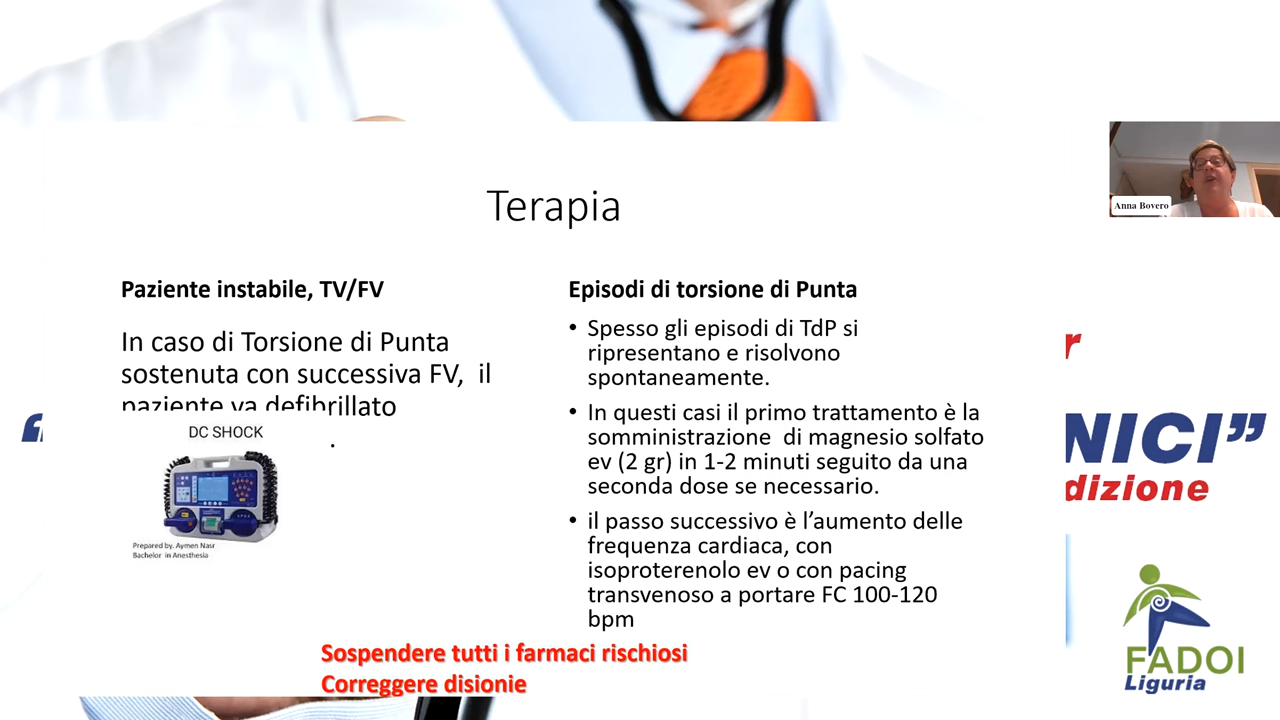 Terapia
Anna Bovero
Paziente instabile, TV/FV
In caso di Torsione di Punta
sostenuta con successiva FV, il
paziente va defibrillato
.
DC SHOCK
Prepared by. Aymen Nasr
Bachelor in Anesthesia
Episodi di torsione di Punta
• Spesso gli episodi di TdP si
ripresentano e risolvono
spontaneamente.
• In questi casi il primo trattamento è la
somministrazione di magnesio solfato
ev (2 gr) in 1-2 minuti seguito da una
seconda dose se necessario.
• il passo successivo è l’aumento delle
frequenza cardiaca, con
isoproterenolo ev o con pacing
transvenoso a portare FC 100-120
bpm
Sospendere tutti i farmaci rischiosi
Correggere disionie
r
“
NICI”
dizione
FADOI
Liguria